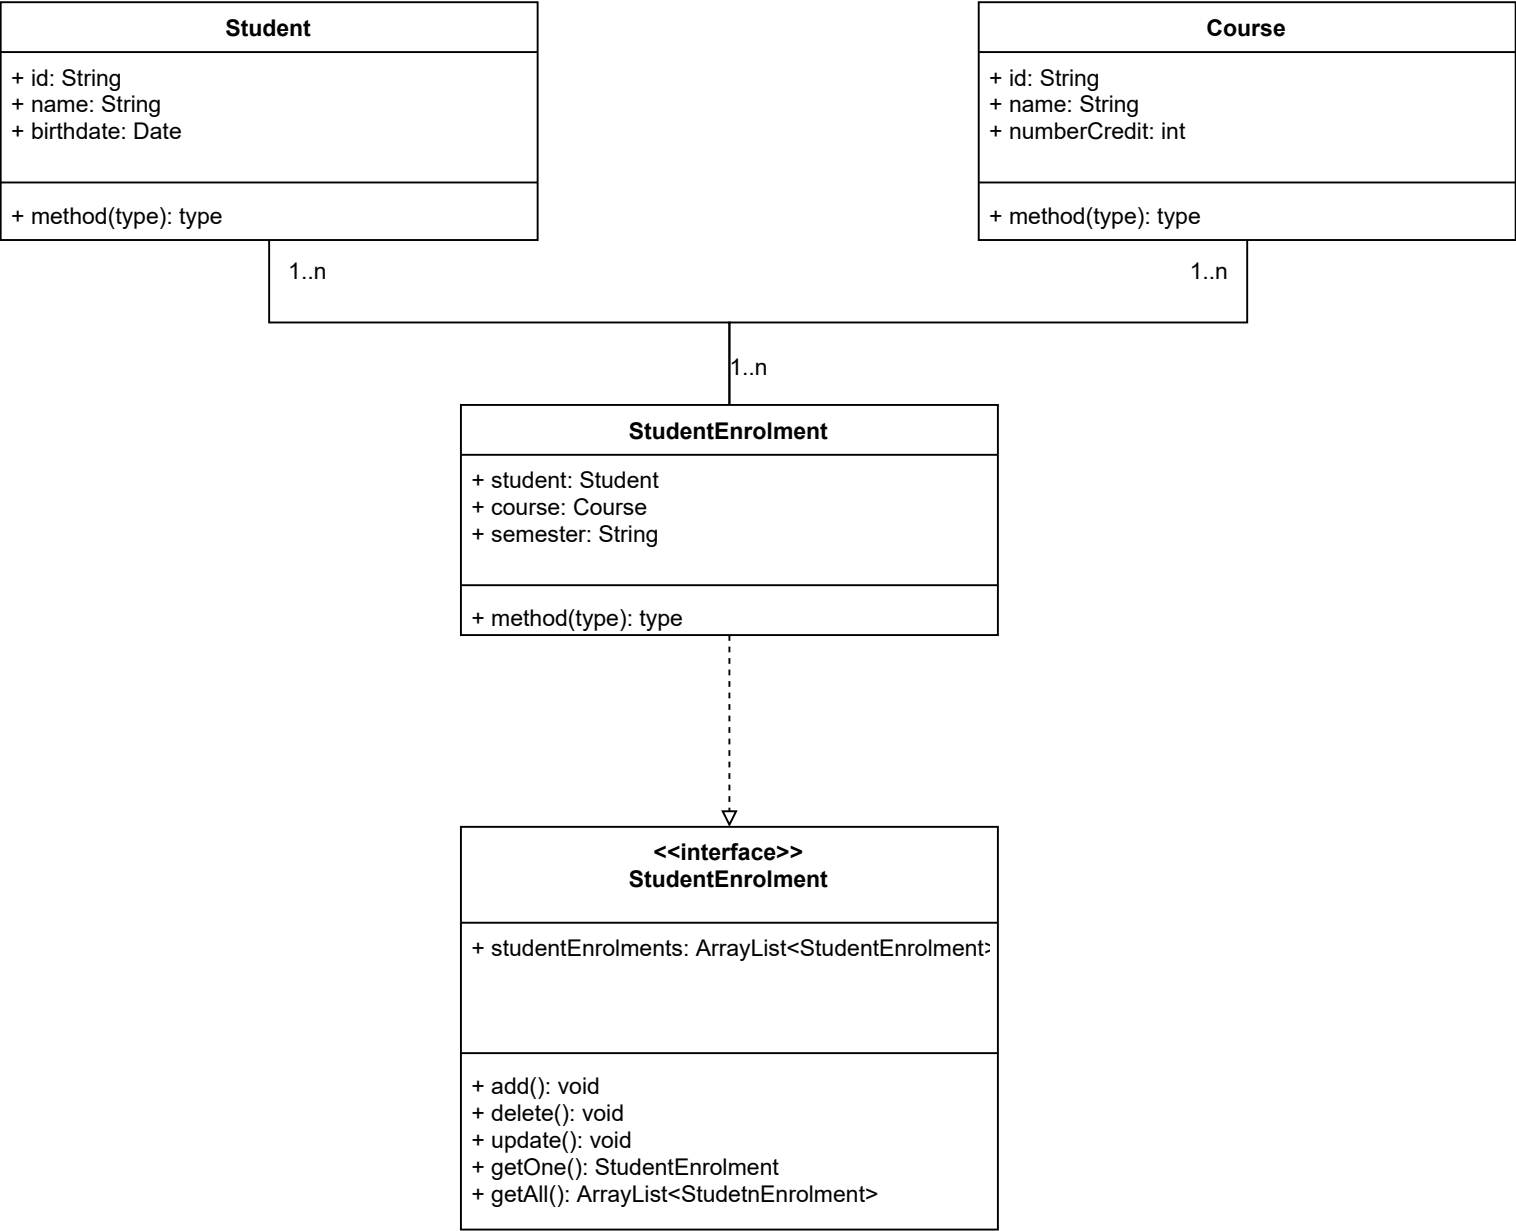 Student
+ id: String
+ name: String
+ birthdate: Date
+ method(type): type
Course
+ id: String
+ name: String
+ numberCredit: int
+ method(type): type
1..n
1..n
1..n
StudentEnrolment
+ student: Student
+ course: Course
+ semester: String
+ method(type): type
<<interface>>
StudentEnrolment
+ studentEnrolments: ArrayList<StudentEnrolment>
+ add(): void
+ delete(): void
+ update(): void
+ getOne(): StudentEnrolment
+ getAll(): ArrayList<StudetnEnrolment>